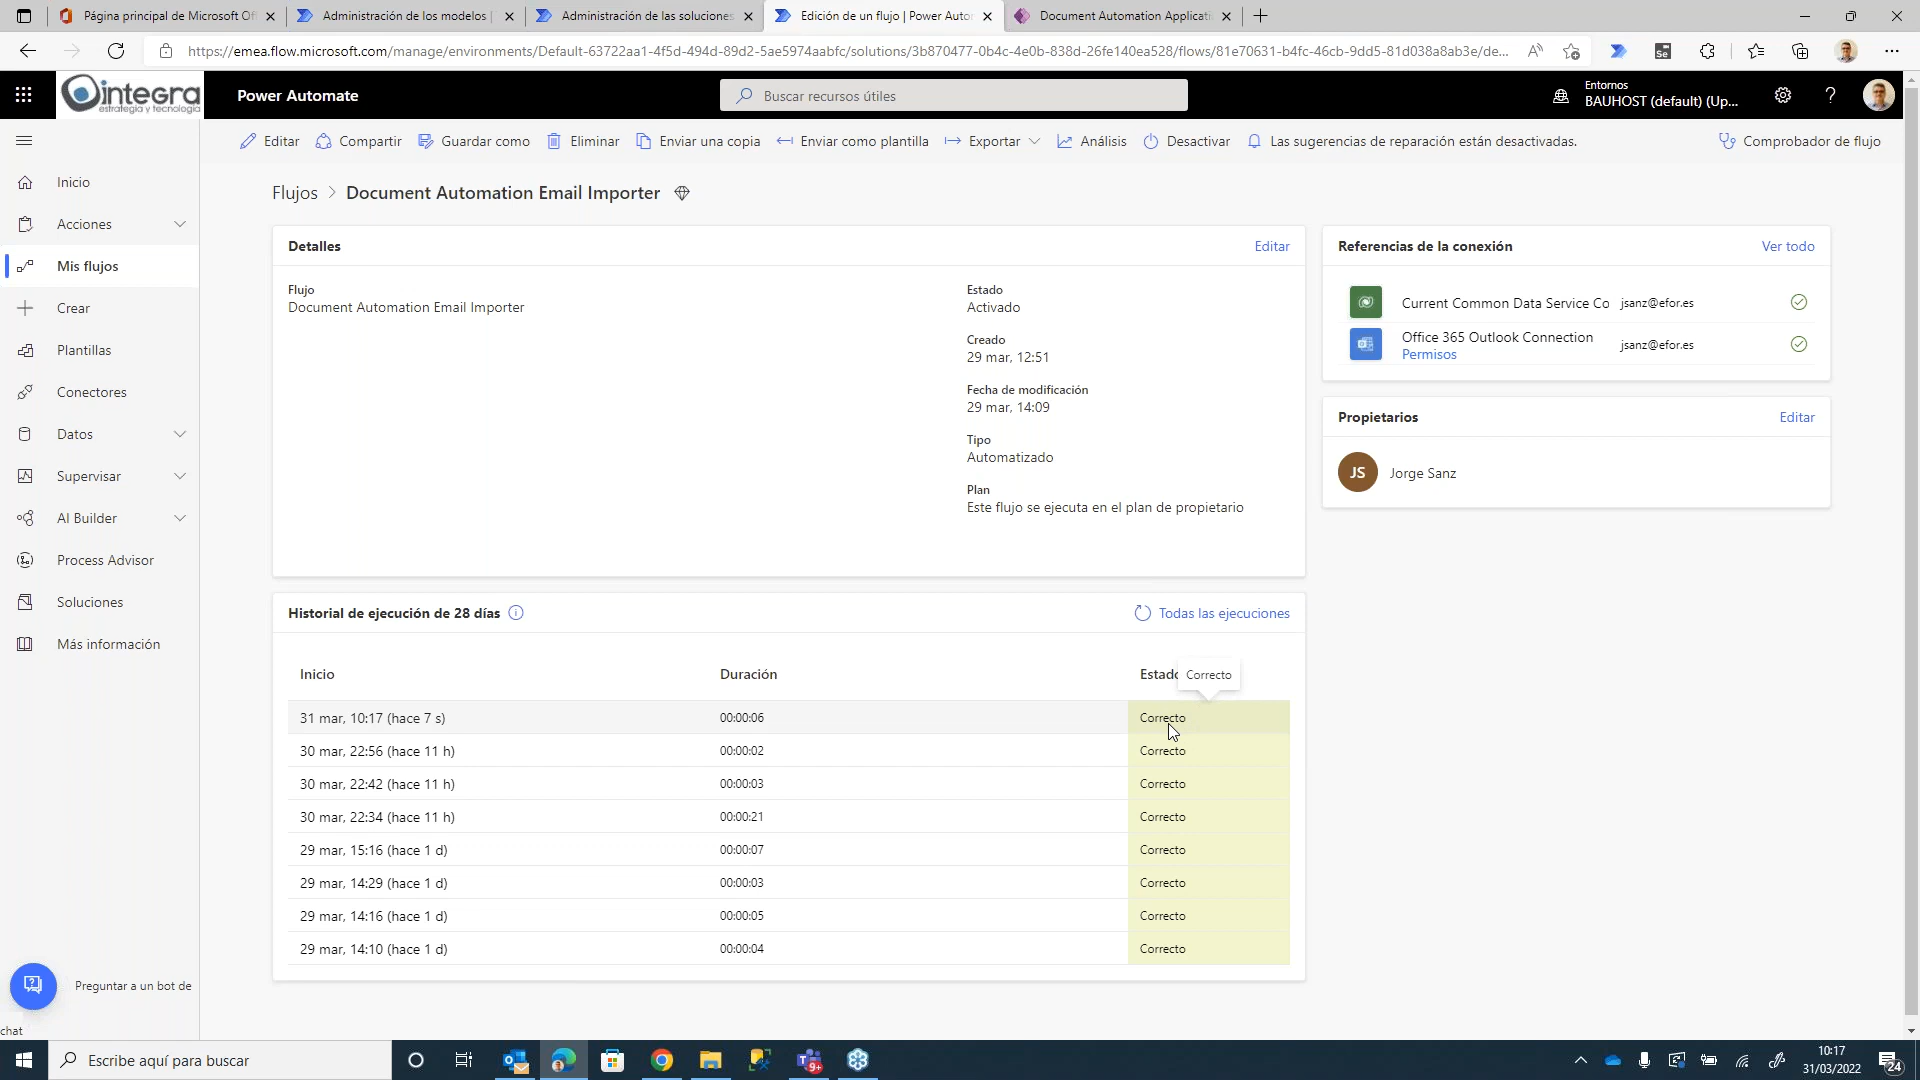 Página principal de Microsoft Of
Administración de los modelos |
Administración de las soluciones
Edición de un flujo | Power Auto
Document Automation Applicati
https://emea.flow.microsoft.com/manage/environments/Default-63722aa1-4f5d-494d-89d2-5ae5974aabfc/solutions/3b870477-0b4c-4e0b-838d-26fe140ea528/flows/81e70631-b4fc-46cb-9dd5-81d038a8ab3e/de...
integra
estrategia y tecnología
Power Automate
Buscar recursos útiles
Entornos
BAUHOST (default) (Up...
Editar
Compartir
Guardar como
Eliminar
Enviar una copia
Enviar como plantilla
Exportar
Análisis
Desactivar
Las sugerencias de reparación están desactivadas.
Comprobador de flujo
Inicio
Acciones
Mis flujos
Crear
Plantillas
Conectores
Datos
Supervisar
AI Builder
Process Advisor
Soluciones
Más información
Preguntar a un bot de
chat
Flujos > Document Automation Email Importer
Detalles
Editar
Flujo
Document Automation Email Importer
Estado
Activado
Creado
29 mar, 12:51
Fecha de modificación
29 mar, 14:09
Tipo
Automatizado
Plan
Este flujo se ejecuta en el plan de propietario
Referencias de la conexión
Ver todo
Current Common Data Service Co
jsanz@efor.es
Office 365 Outlook Connection
jsanz@efor.es
Permisos
Propietarios
Editar
JS
Jorge Sanz
Historial de ejecución de 28 días
Todas las ejecuciones
Inicio
Duración
Estado
Correcto
31 mar, 10:17 (hace 7 s)
00:00:06
Correcto
30 mar, 22:56 (hace 11 h)
00:00:02
Correcto
30 mar, 22:42 (hace 11 h)
00:00:03
Correcto
30 mar, 22:34 (hace 11 h)
00:00:21
Correcto
29 mar, 15:16 (hace 1 d)
00:00:07
Correcto
29 mar, 14:29 (hace 1 d)
00:00:03
Correcto
29 mar, 14:16 (hace 1 d)
00:00:05
Correcto
29 mar, 14:10 (hace 1 d)
00:00:04
Correcto
Escribe aquí para buscar
9+
10:17
31/03/2022
24